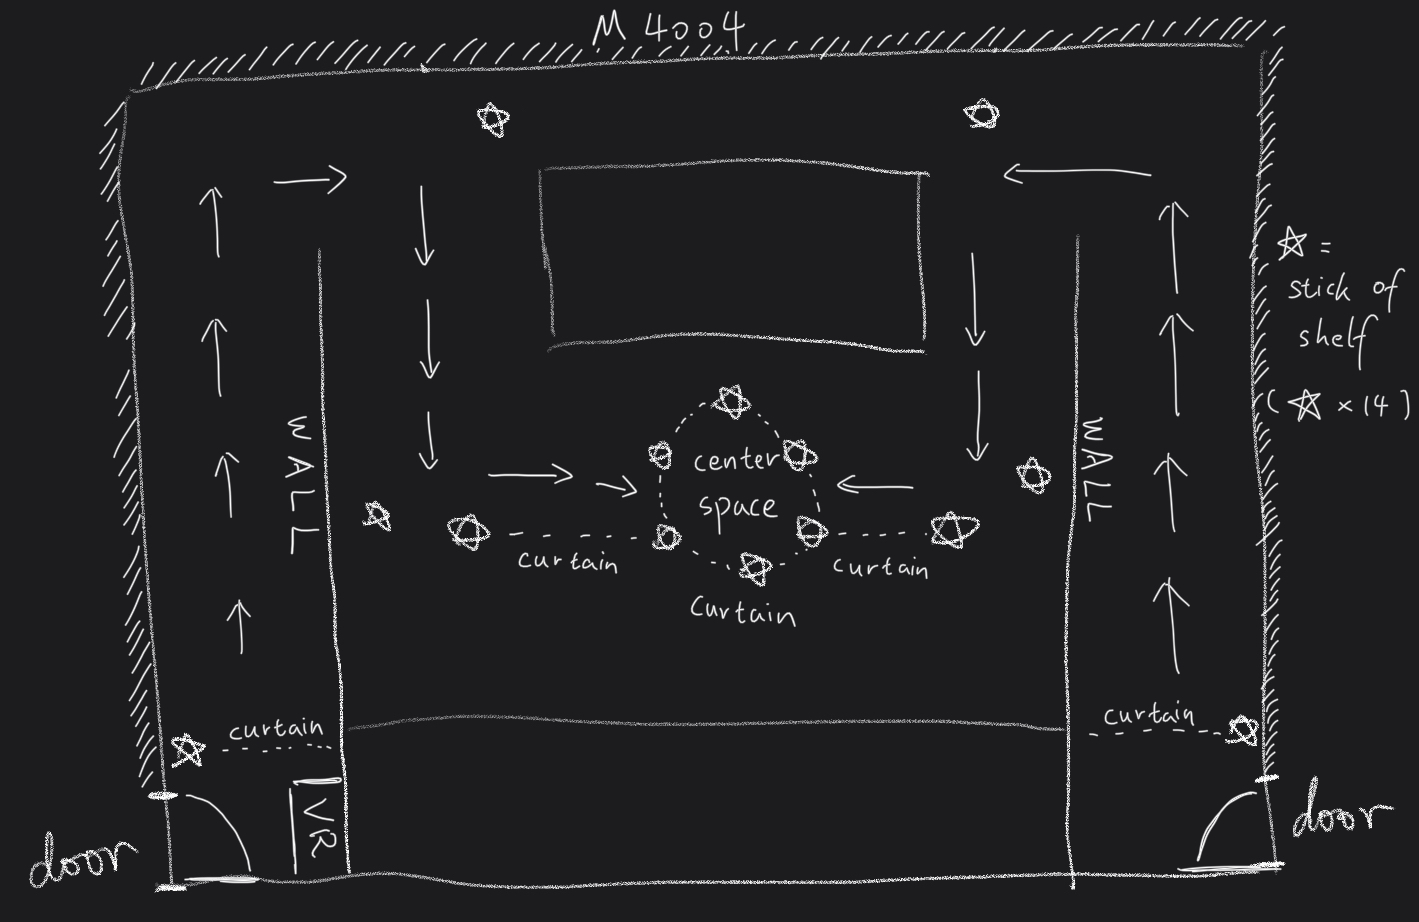 M 4004
☆ =
stick of
shelf
(☆ × 14)
WALL
WALL
center
space
curtain
curtain
curtain
curtain
curtain
VR
door
door